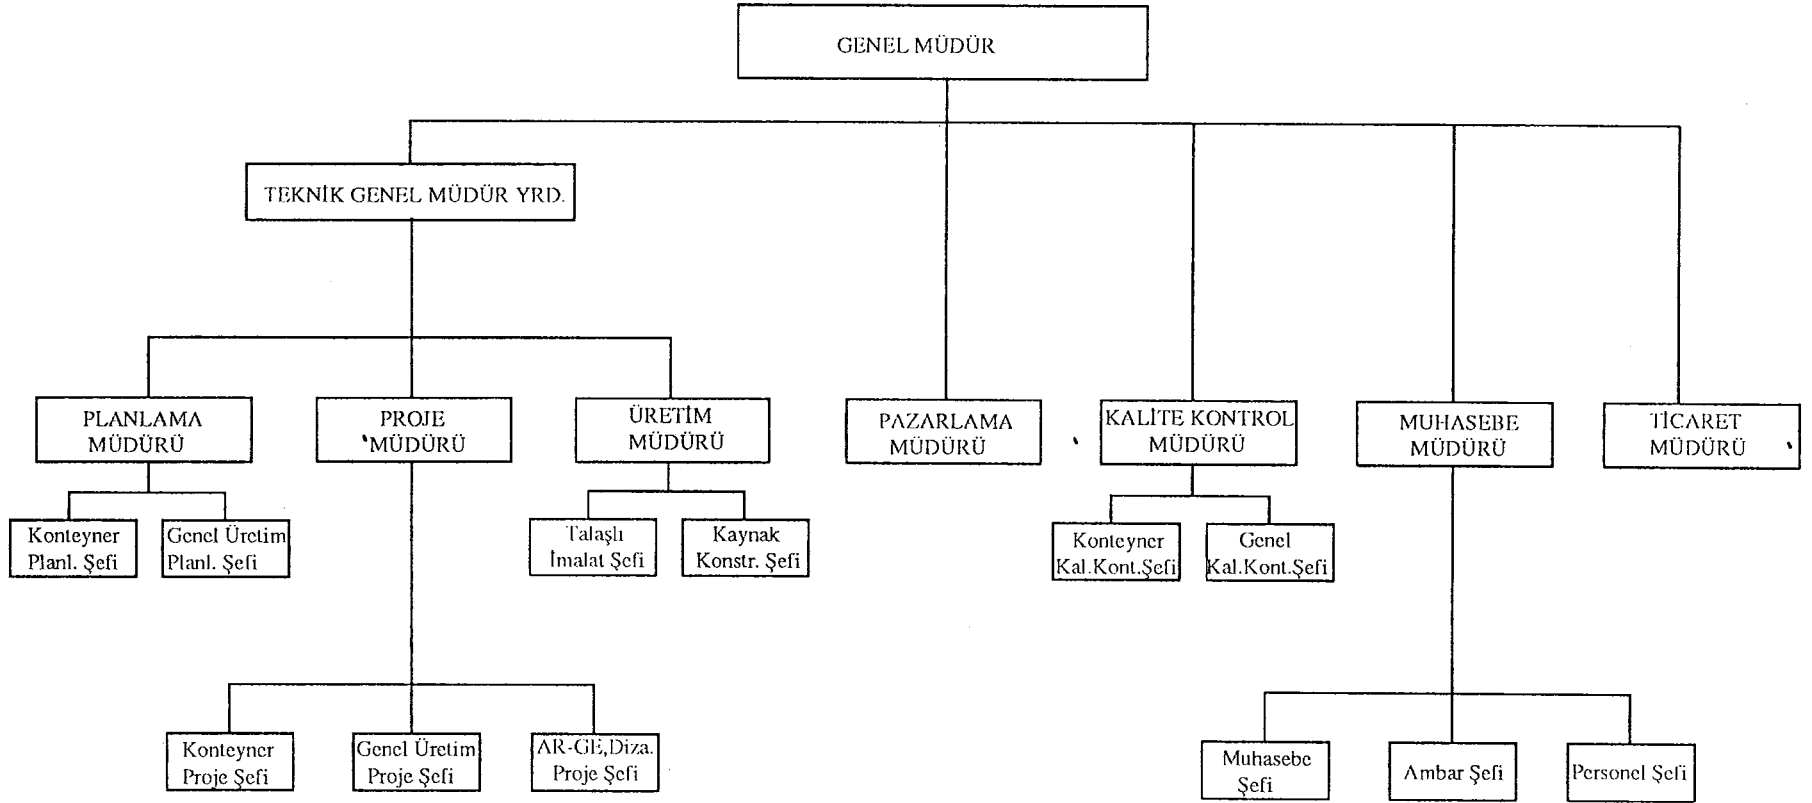 GENEL MÜDÜR
TEKNİK GENEL MÜDÜR YRD.
PLANLAMA
MÜDÜRÜ
PROJE
MÜDÜRÜ
ÜRETİM
MÜDÜRÜ
PAZARLAMA
MÜDÜRÜ
KALİTE KONTROL
MÜDÜRÜ
MUHASEBE
MÜDÜRÜ
TİCARET
MÜDÜRÜ
Konteyner
Planl. Şefi
Genel Üretim
Planl. Şefi
Talaşlı
İmalat Şefi
Kaynak
Konstr. Şefi
Konteyner
Kal.Kont.Şefi
Genel
Kal.Kont.Şefi
Konteyner
Proje Şefi
Genel Üretim
Proje Şefi
AR-GE,Diza.
Proje Şefi
Muhasebe
Şefi
Ambar Şefi
Personel Şefi